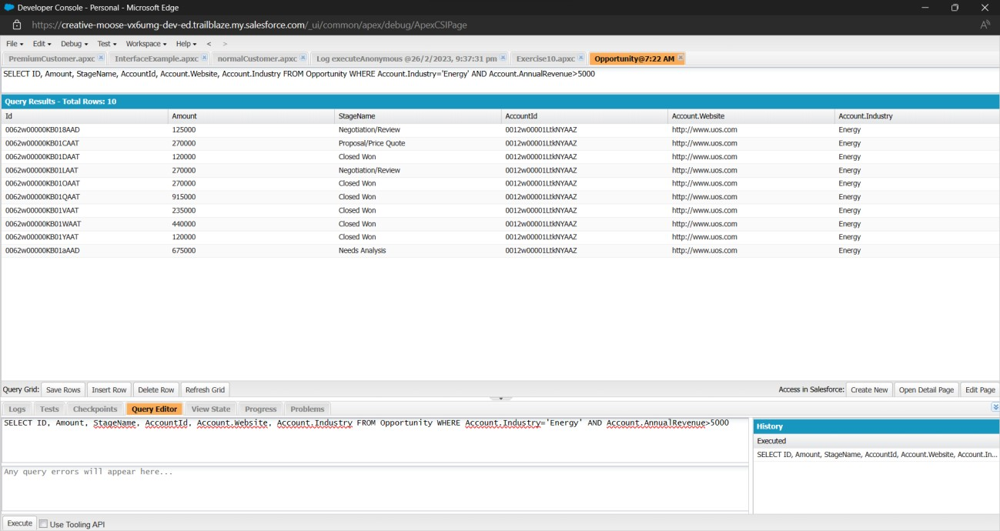 Developer Console - Personal - Microsoft Edge
https://creative-moose-vx6umg-dev-ed.trailblaze.my.salesforce.com/_ui/common/apex/debug/ApexCSIPage
File Edit Debug Test Workspace Help < >
PremiumCustomer.apxc InterfaceExample.apxc normalCustomer.apxc Log executeAnonymous @26/2/2023, 9:37:31 pm Exercise10.apxc Opportunity@7:22 AM
SELECT ID, Amount, StageName, AccountId, Account.Website, Account.Industry FROM Opportunity WHERE Account.Industry='Energy' AND Account.AnnualRevenue>5000
Query Results - Total Rows: 10
Id Amount StageName AccountId Account.Website Account.Industry
0062w00000KB018AAD 125000 Negotiation/Review 0012w00001LtkNYAAZ http://www.uos.com Energy
0062w00000KB01CAAT 270000 Proposal/Price Quote 0012w00001LtkNYAAZ http://www.uos.com Energy
0062w00000KB01DAAT 120000 Closed Won 0012w00001LtkNYAAZ http://www.uos.com Energy
0062w00000KB01LAAT 270000 Negotiation/Review 0012w00001LtkNYAAZ http://www.uos.com Energy
0062w00000KB01OAAT 270000 Closed Won 0012w00001LtkNYAAZ http://www.uos.com Energy
0062w00000KB01QAAT 915000 Closed Won 0012w00001LtkNYAAZ http://www.uos.com Energy
0062w00000KB01VAAT 235000 Closed Won 0012w00001LtkNYAAZ http://www.uos.com Energy
0062w00000KB01WAAT 440000 Closed Won 0012w00001LtkNYAAZ http://www.uos.com Energy
0062w00000KB01YAAT 120000 Closed Won 0012w00001LtkNYAAZ http://www.uos.com Energy
0062w00000KB01aAAD 675000 Needs Analysis 0012w00001LtkNYAAZ http://www.uos.com Energy
Query Grid: Save Rows Insert Row Delete Row Refresh Grid Access in Salesforce: Create New Open Detail Page Edit Page
Logs Tests Checkpoints Query Editor View State Progress Problems
SELECT ID, Amount, StageName, AccountId, Account.Website, Account.Industry FROM Opportunity WHERE Account.Industry='Energy' AND Account.AnnualRevenue>5000
History
Executed
SELECT ID, Amount, StageName, AccountId, Account.Website, Account.In...
Any query errors will appear here...
Execute Use Tooling API